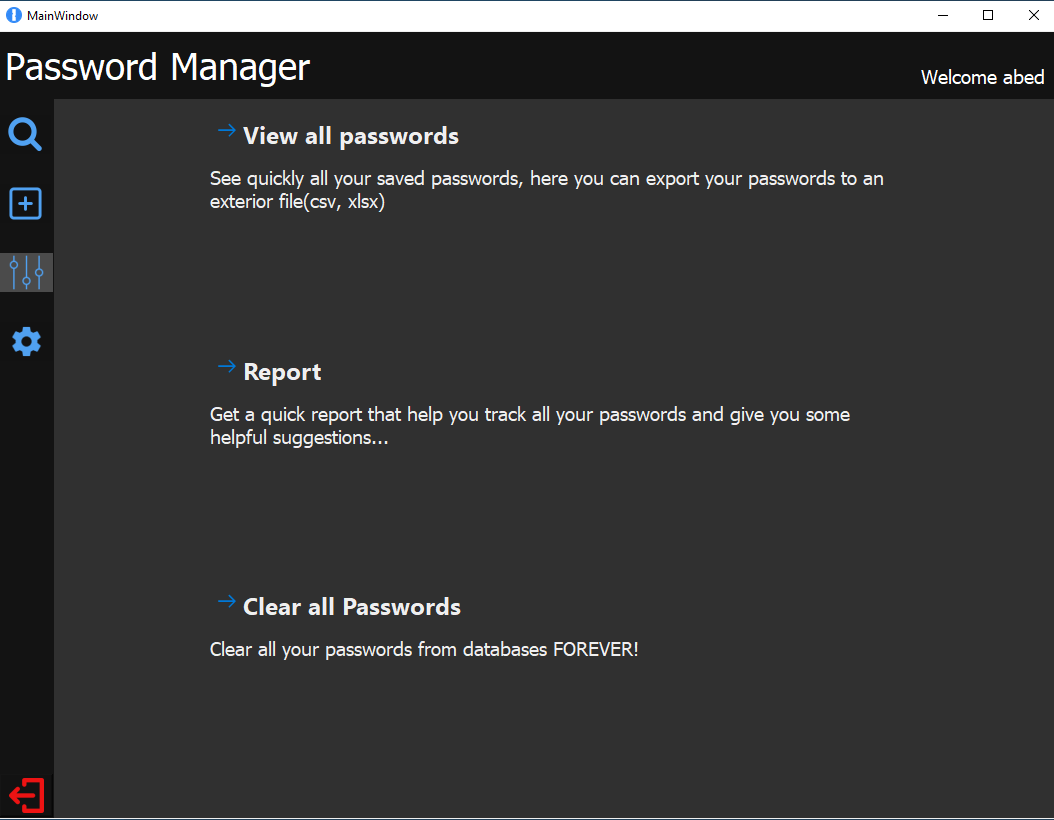 MainWindow
Password Manager
Welcome abed
View all passwords
See quickly all your saved passwords, here you can export your passwords to an
exterior file(csv, xlsx)
Report
Get a quick report that help you track all your passwords and give you some
helpful suggestions...
Clear all Passwords
Clear all your passwords from databases FOREVER!